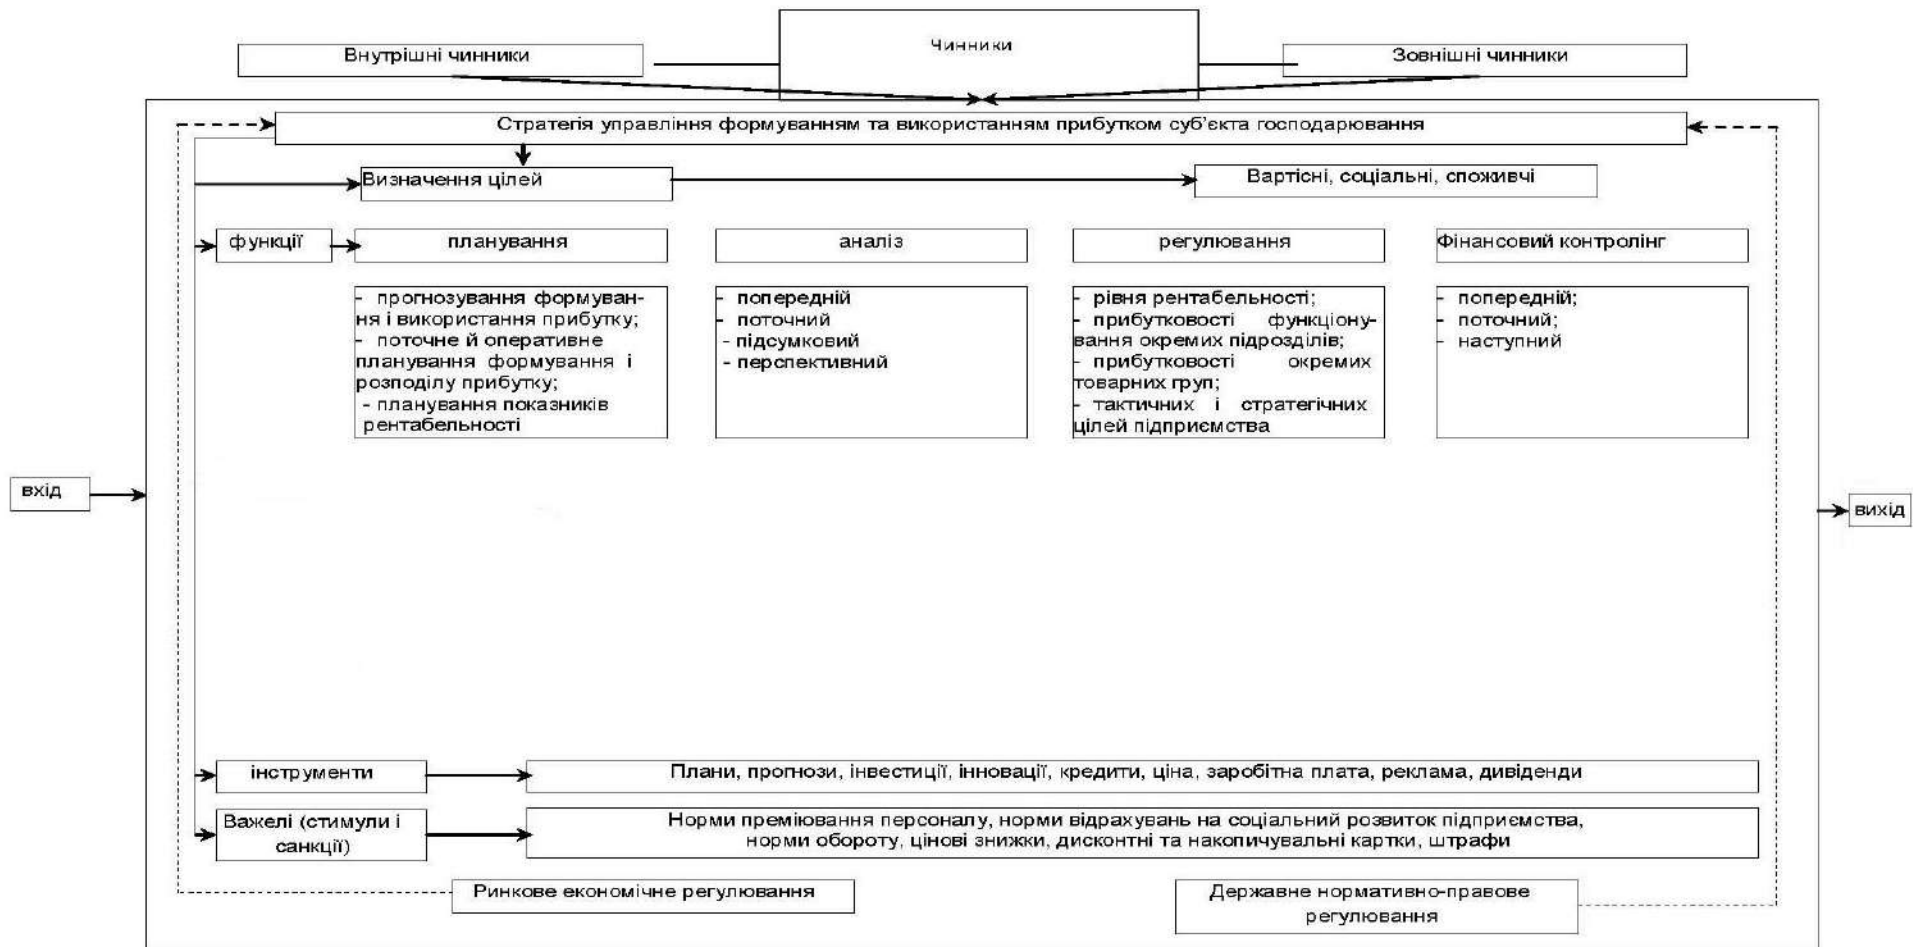 Чинники
Внутрішні чинники
Зовнішні чинники
Стратегія управління формуванням та використанням прибутком суб’єкта господарювання
Визначення цілей
Вартісні, соціальні, споживчі
функції
планування
аналіз
регулювання
Фінансовий контролінг
- прогнозування формуван-
ня і використання прибутку;
- поточне й оперативне
планування формування і
розподілу прибутку;
- планування показників
рентабельності
- попередній
- поточний
- підсумковий
- перспективний
- рівня рентабельності;
- прибутковості функціону-
вання окремих підрозділів;
- прибутковості окремих
товарних груп;
- тактичних і стратегічних
цілей підприємства
- попередній;
- поточний;
- наступний
вхід
вихід
інструменти
Плани, прогнози, інвестиції, інновації, кредити, ціна, заробітна плата, реклама, дивіденди
Важелі (стимули і
санкції)
Норми преміювання персоналу, норми відрахувань на соціальний розвиток підприємства,
норми обороту, цінові знижки, дисконтні та накопичувальні картки, штрафи
Ринкове економічне регулювання
Державне нормативно-правове
регулювання